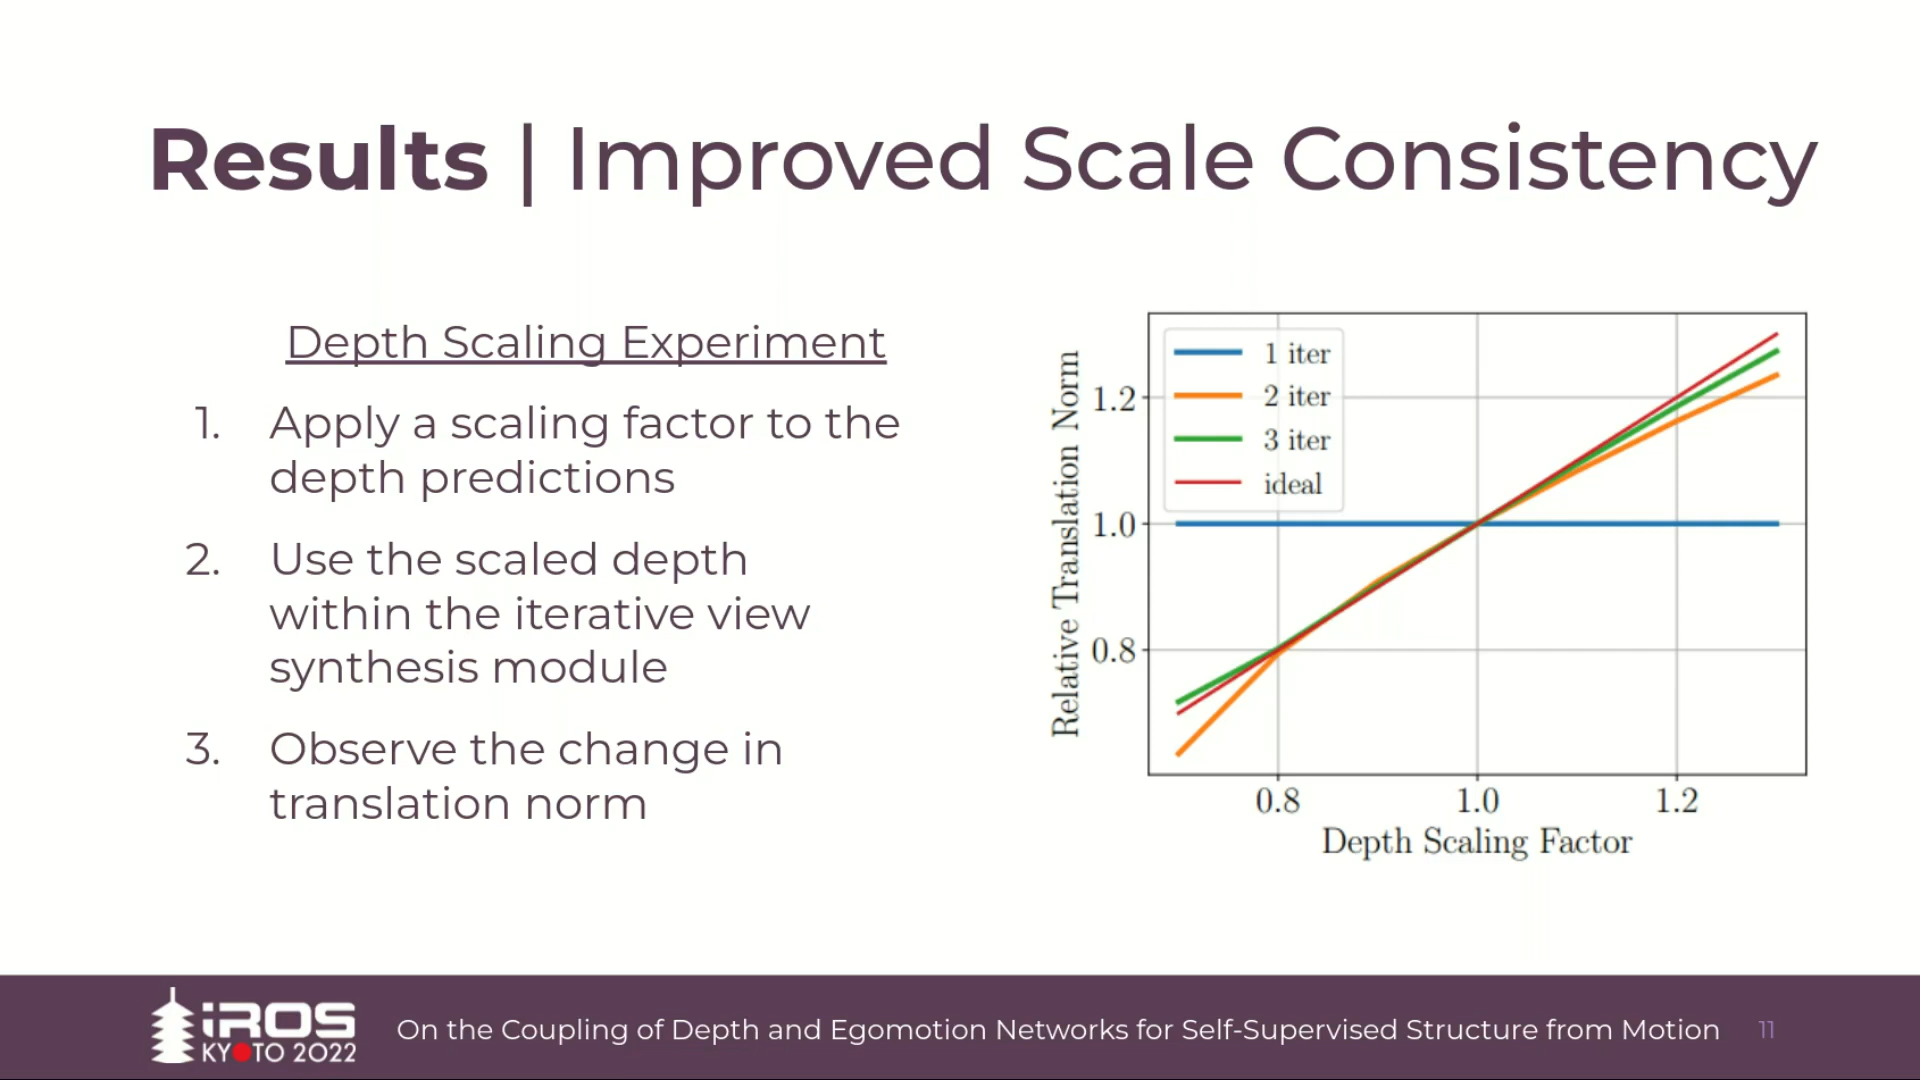 Results | Improved Scale Consistency
Depth Scaling Experiment
1. Apply a scaling factor to the
depth predictions
2. Use the scaled depth
within the iterative view
synthesis module
3. Observe the change in
translation norm
1 iter
2 iter
3 iter
ideal
Relative Translation Norm
1.2
1.0
0.8
0.8 1.0 1.2
Depth Scaling Factor
iROS
KYOTO 2022
On the Coupling of Depth and Egomotion Networks for Self-Supervised Structure from Motion 11